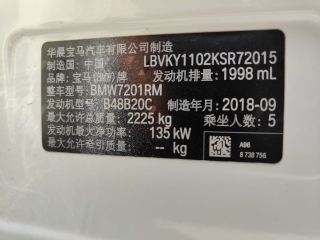 华晨宝马汽车有限公司制造
制造国：中国 LBVKY1102KSR72015
品牌：宝马(BMW)牌 发动机排量：1998 mL
整车型号：BMW7201RM
发动机型号：B48B20C 制造年月：2018-09
最大允许总质量：2225 kg 乘坐人数：5
发动机最大净功率：135 kW
最大允许牵引质量：-- kg
A96
8 738 756